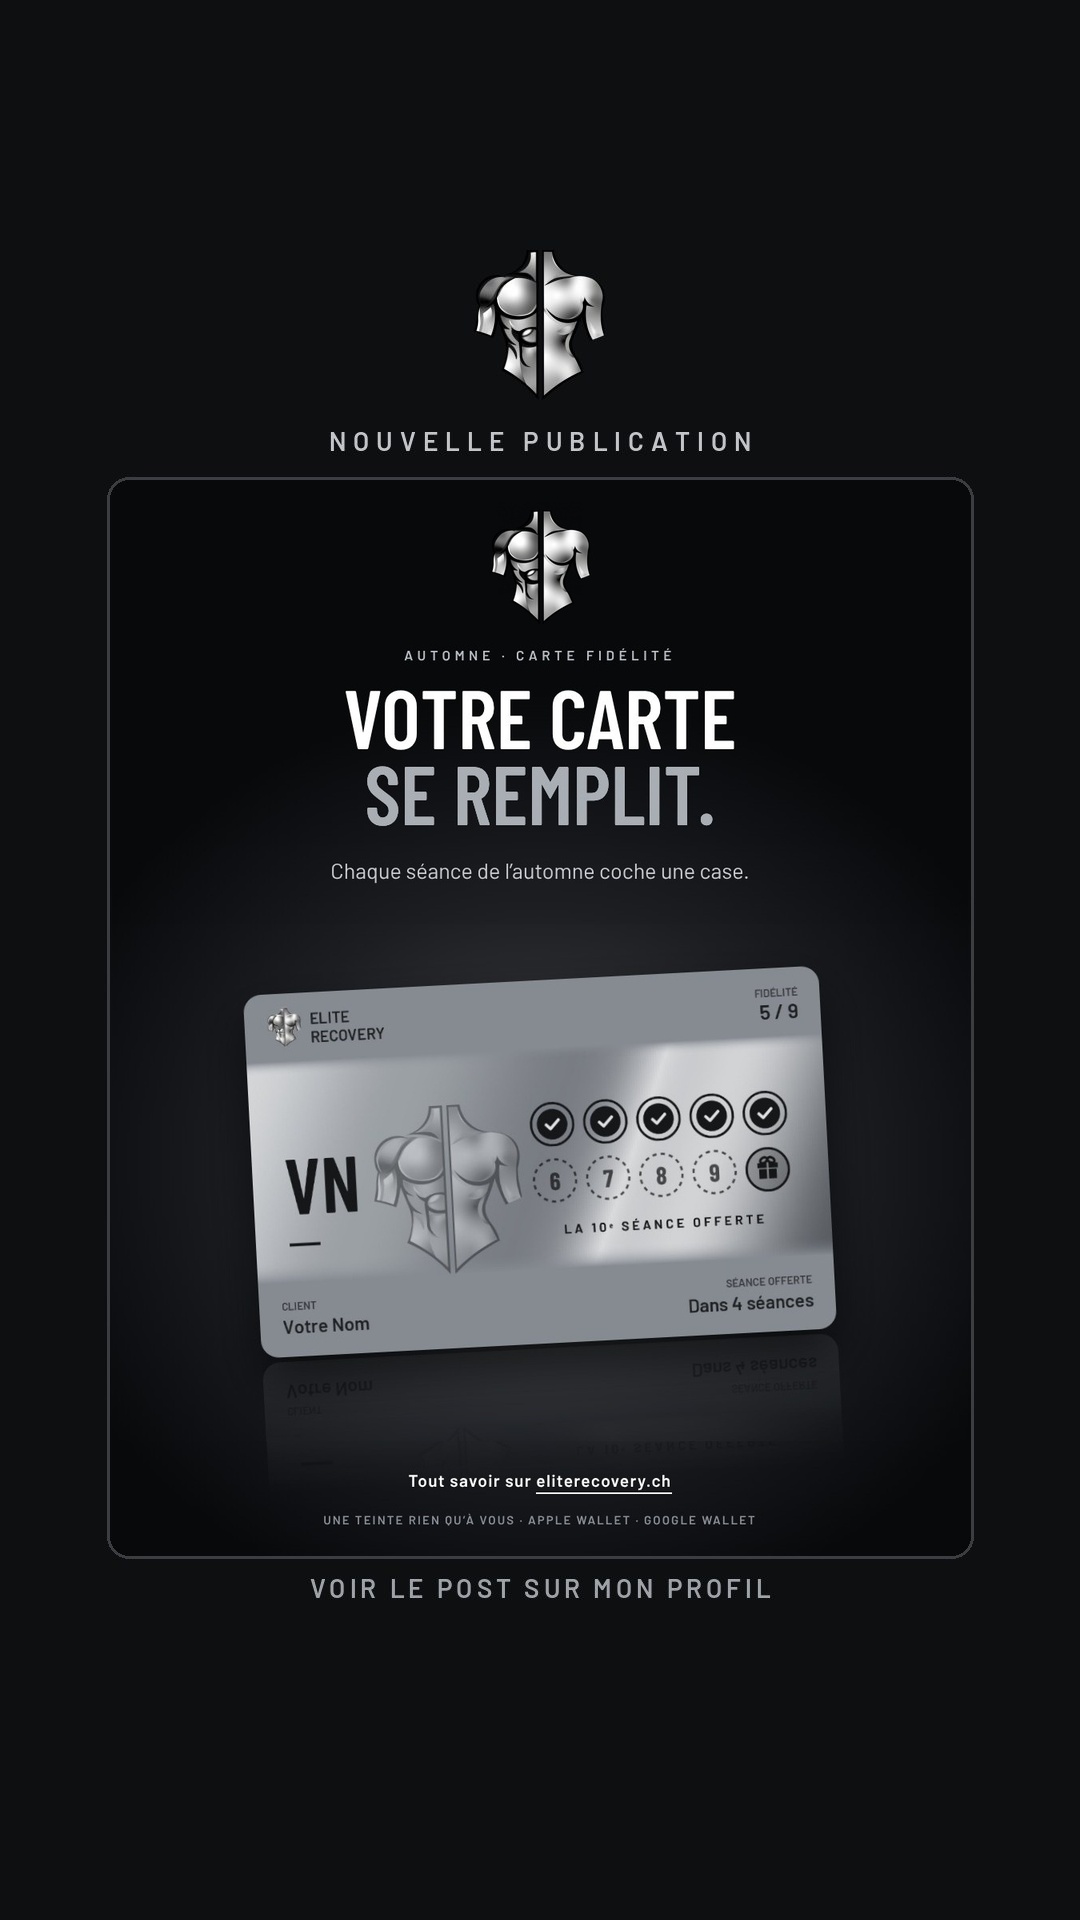 NOUVELLE PUBLICATION
AUTOMNE · CARTE FIDÉLITÉ
VOTRE CARTE
SE REMPLIT.
Chaque séance de l’automne coche une case.
ELITE
RECOVERY
FIDÉLITÉ
5 / 9
VN
6 7 8 9
LA 10ᵉ SÉANCE OFFERTE
CLIENT
Votre Nom
SÉANCE OFFERTE
Dans 4 séances
Tout savoir sur eliterecovery.ch
UNE TEINTE RIEN QU’À VOUS · APPLE WALLET · GOOGLE WALLET
VOIR LE POST SUR MON PROFIL